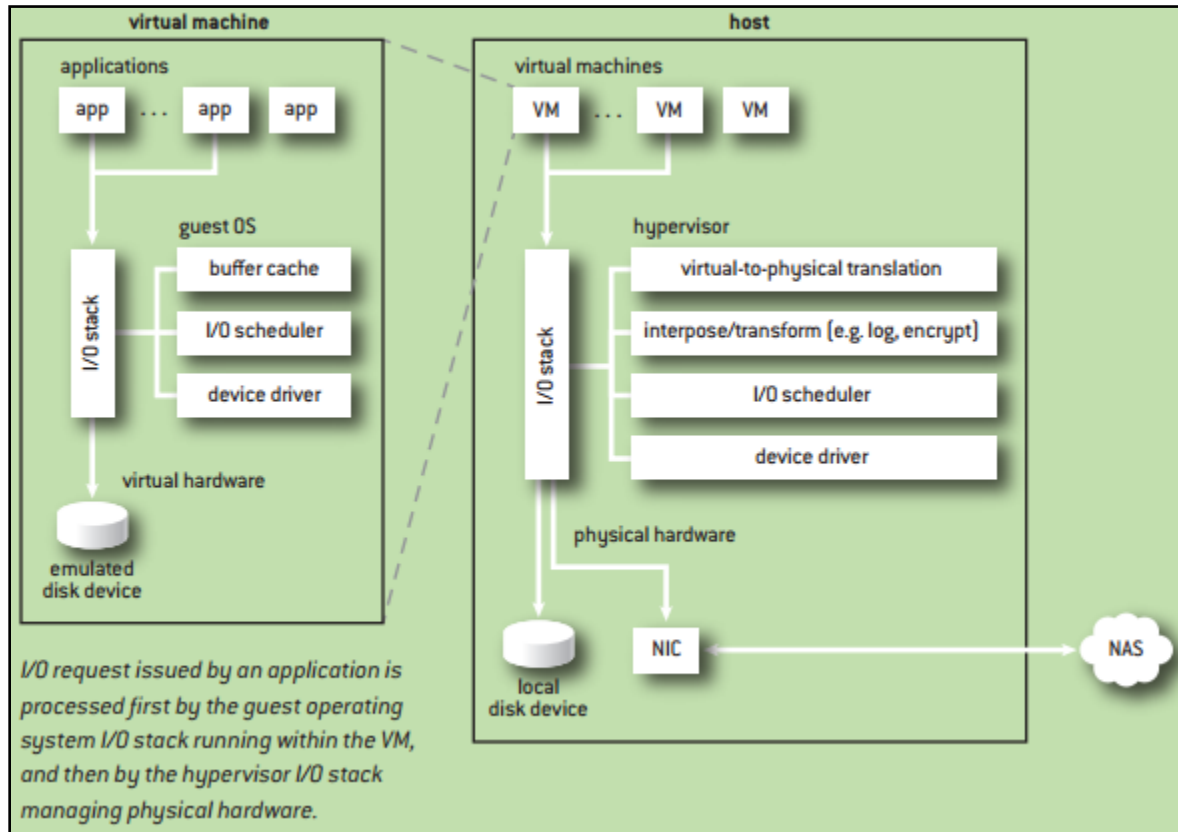 virtual machine
applications
app ... app app
guest OS
I/O stack
buffer cache
I/O scheduler
device driver
virtual hardware
emulated
disk device
I/O request issued by an application is
processed first by the guest operating
system I/O stack running within the VM,
and then by the hypervisor I/O stack
managing physical hardware.
host
virtual machines
VM ... VM VM
hypervisor
I/O stack
virtual-to-physical translation
interpose/transform (e.g. log, encrypt)
I/O scheduler
device driver
physical hardware
local
disk device
NIC
NAS